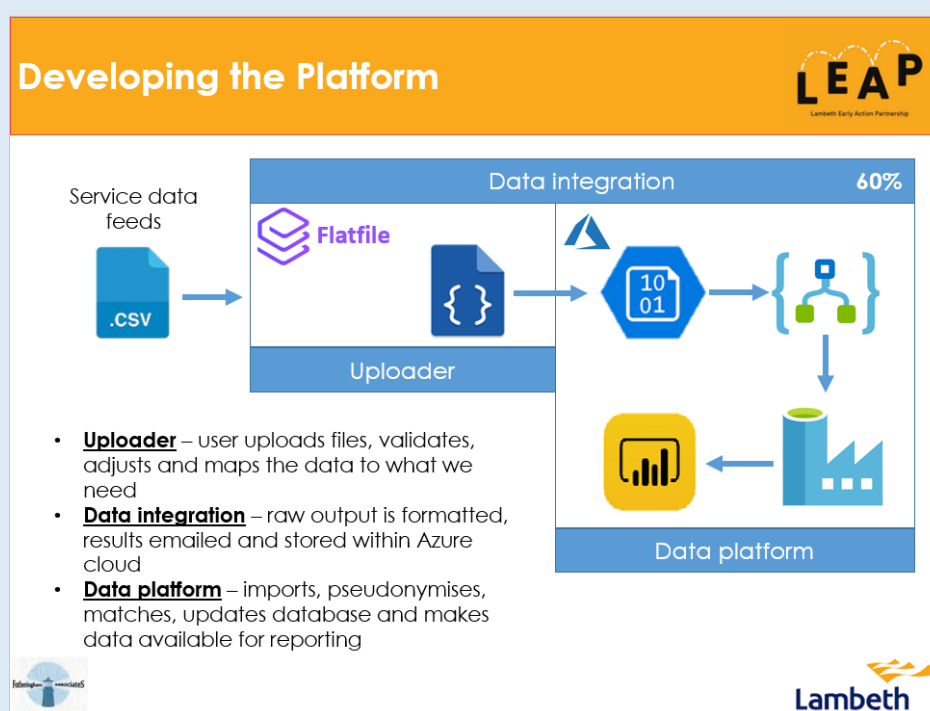 Developing the Platform
LEAP
Lambeth Early Action Partnership
Service data
feeds
.CSV
Data integration
60%
Flatfile
{ }
10
01
Uploader
Data platform
• Uploader – user uploads files, validates,
adjusts and maps the data to what we
need
• Data integration – raw output is formatted,
results emailed and stored within Azure
cloud
• Data platform – imports, pseudonymises,
matches, updates database and makes
data available for reporting
Fotheringham associateS
Lambeth